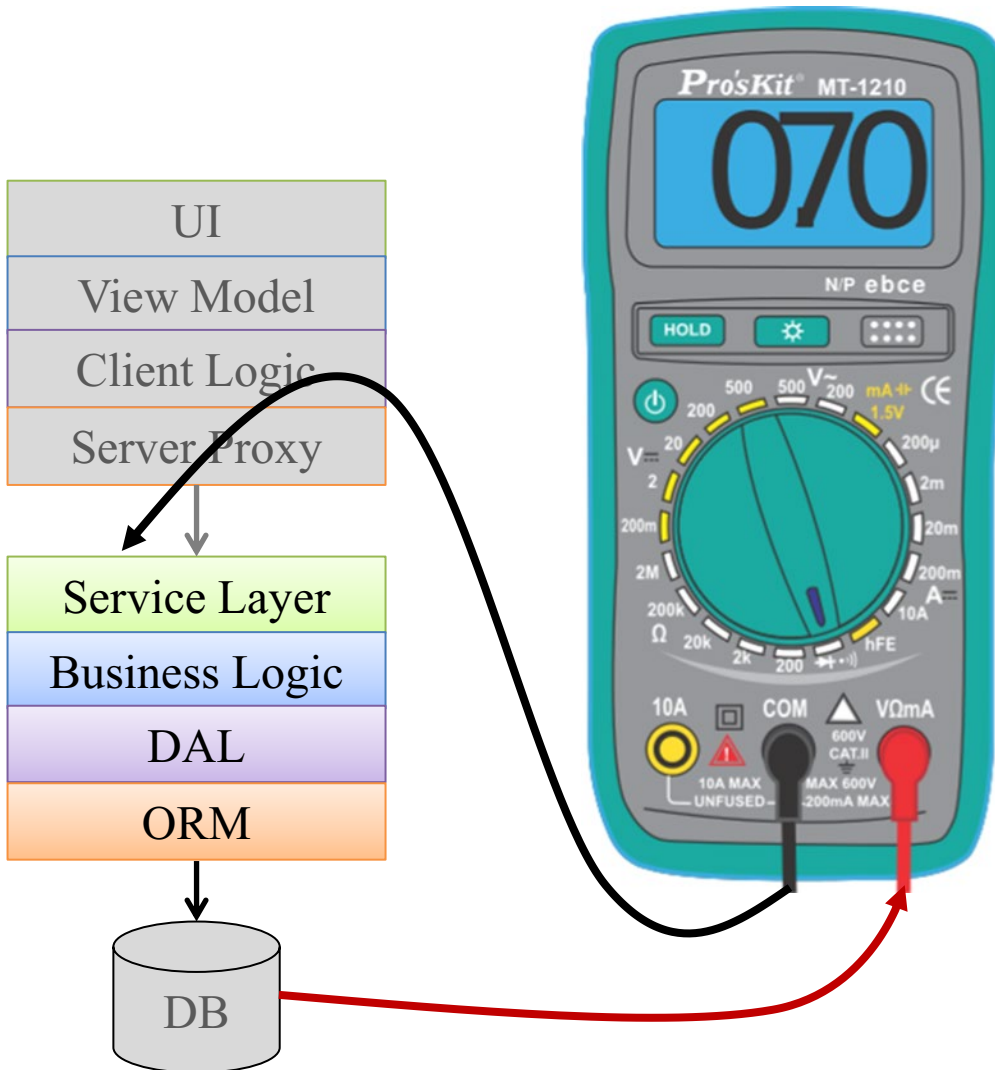 UI
View Model
Client Logic
Server Proxy
Service Layer
Business Logic
DAL
ORM
DB
Pro'sKit® MT-1210
0.70
N/P ebce
HOLD
500 500 V~ 200 mA CE
1.5V
200 200µ
20 2m
V
2 20m
200m 200m
2M 10A A
200k hFE
Ω 20k 2k 200
10A COM VΩmA
600V
CAT.II
10A MAX MAX 600V
UNFUSED 200mA MAX